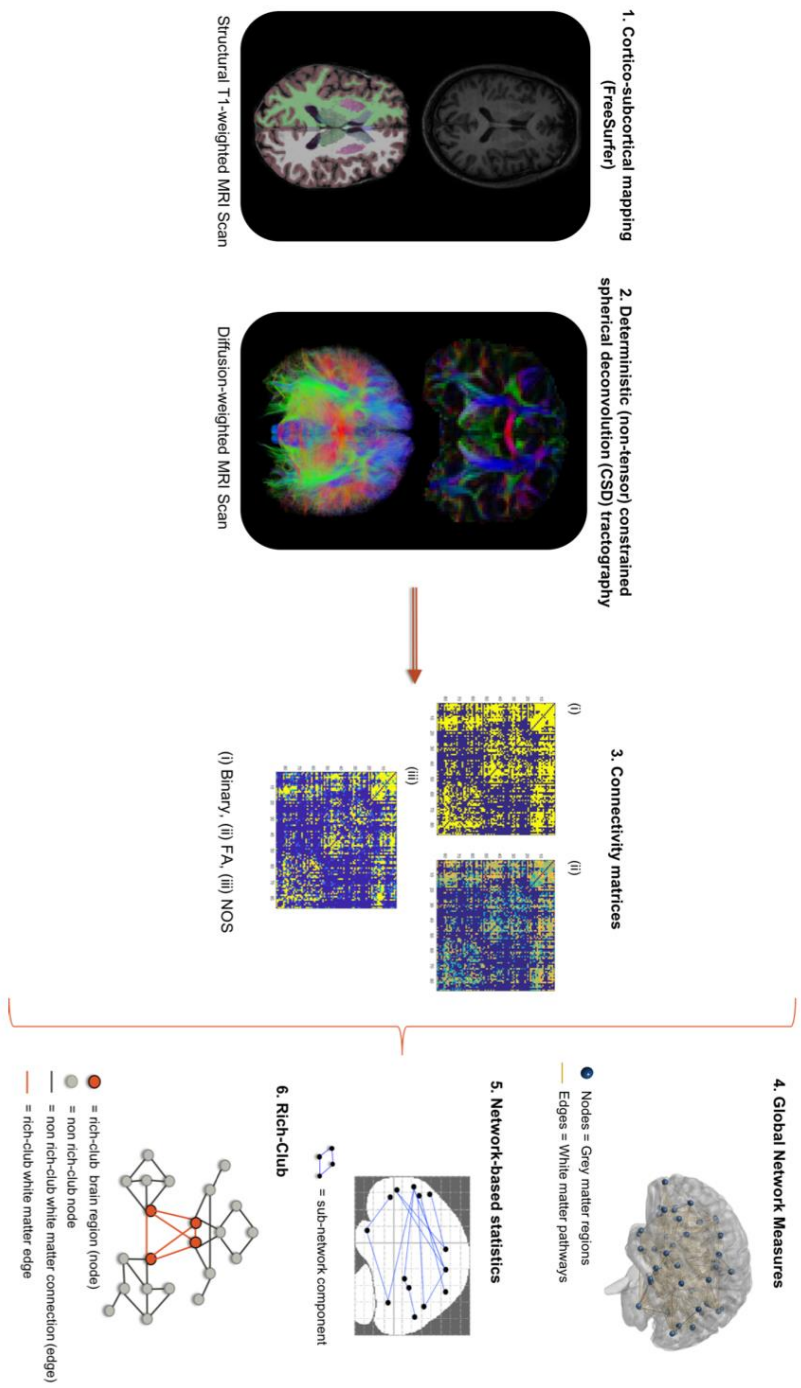 1. Cortico-subcortical mapping
(FreeSurfer)
Structural T1-weighted MRI Scan
2. Deterministic (non-tensor) constrained
spherical deconvolution (CSD) tractography
Diffusion-weighted MRI Scan
3. Connectivity matrices
(i)
(ii)
(iii)
(i) Binary, (ii) FA, (iii) NOS
4. Global Network Measures
Nodes = Grey matter regions
Edges = White matter pathways
5. Network-based statistics
= sub-network component
6. Rich-Club
= rich-club brain region (node)
= non rich-club node
= non rich-club white matter connection (edge)
= rich-club white matter edge